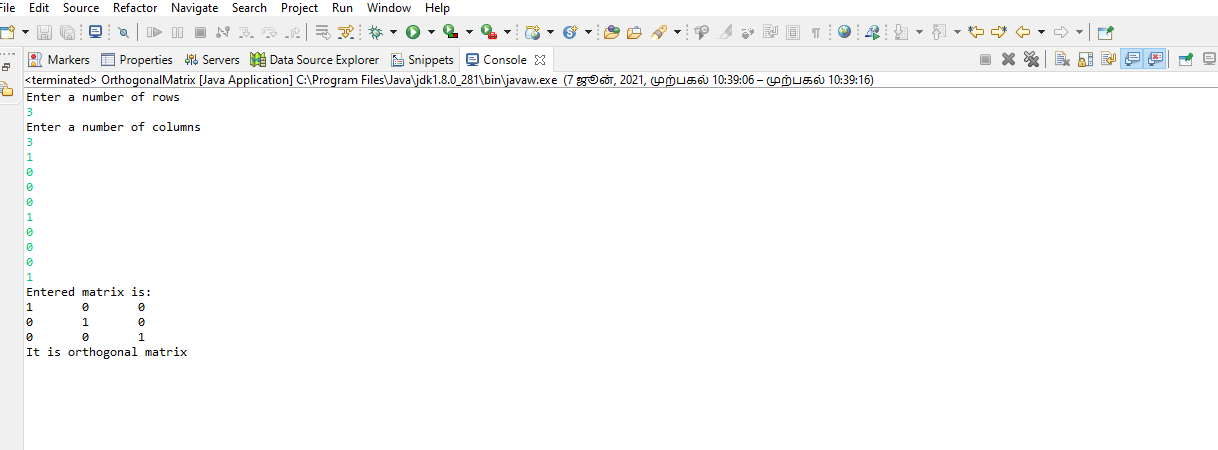 File Edit Source Refactor Navigate Search Project Run Window Help
Markers Properties Servers Data Source Explorer Snippets Console
<terminated> OrthogonalMatrix [Java Application] C:\Program Files\Java\jdk1.8.0_281\bin\javaw.exe (7 ஜூன், 2021, முற்பகல் 10:39:06 – முற்பகல் 10:39:16)
Enter a number of rows
3
Enter a number of columns
3
1
0
0
0
1
0
0
0
1
Entered matrix is:
1 0 0
0 1 0
0 0 1
It is orthogonal matrix